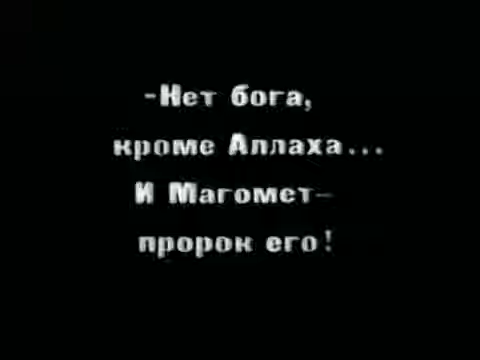 -Нет бога,
кроме Аллаха...
И Магомет–
пророк его!